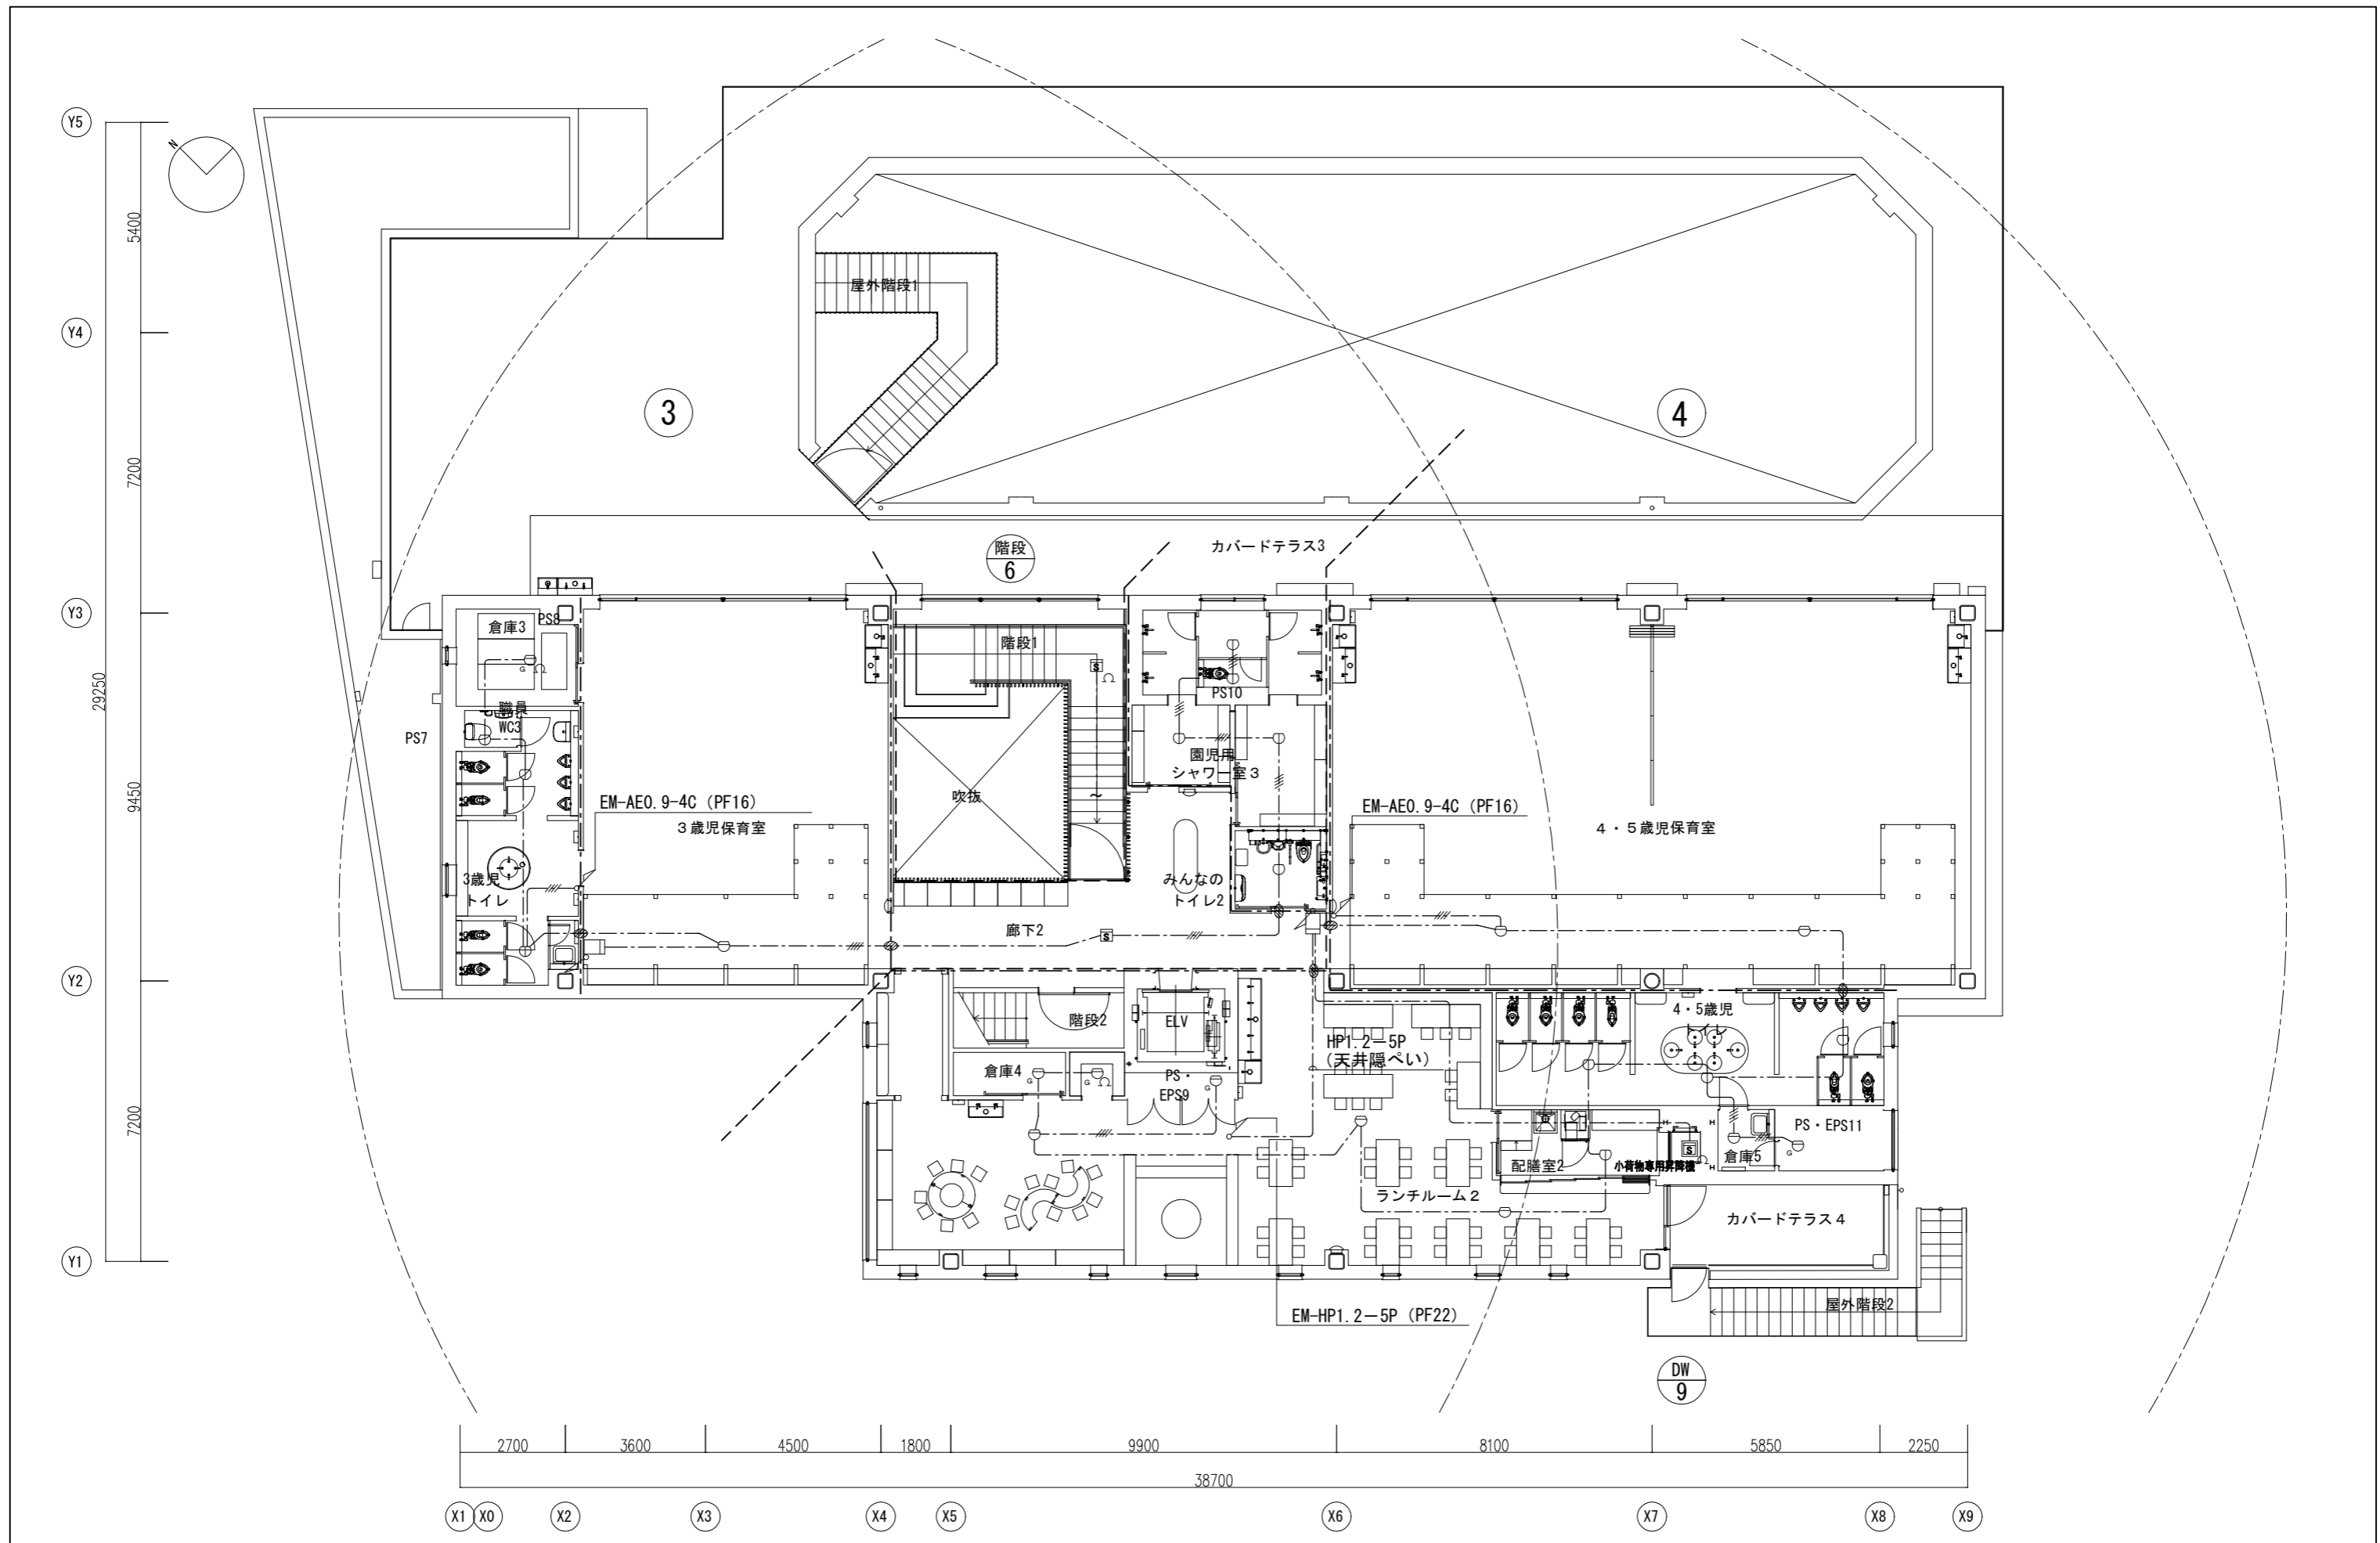 Y5
N
5400
屋外階段1
Y4
3
4
7200
カバードテラス3
階段
6
Y3
倉庫3
PS8
階段1
S
29250
PS10
職員
WC3
PS7
園児用
シャワー室3
9450
吹抜
EM-AE0.9-4C (PF16)
EM-AE0.9-4C (PF16)
3歳児保育室
4・5歳児保育室
3歳児
トイレ
みんなの
トイレ2
廊下2
S
Y2
階段2
ELV
4・5歳児
トイレ
HP1.2-5P
(天井隠ぺい)
倉庫4
G
G
PS・
EPS9
G
7200
H
H
PS・EPS11
S
G
配膳室2
小荷物専用昇降機
H
倉庫5
ランチルーム2
カバードテラス4
Y1
屋外階段2
EM-HP1.2-5P (PF22)
DW
9
2700
3600
4500
1800
9900
8100
5850
2250
38700
X1
X0
X2
X3
X4
X5
X6
X7
X8
X9